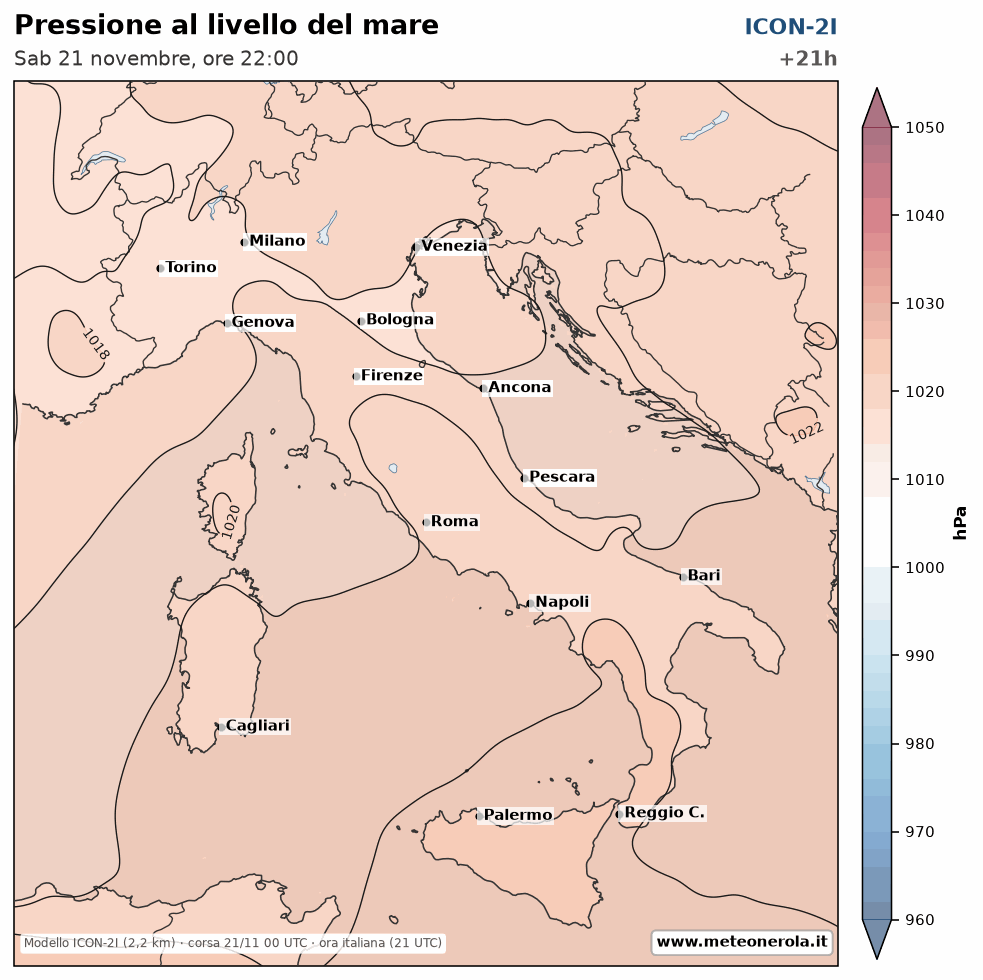 Pressione al livello del mare
ICON-2I
Sab 21 novembre, ore 22:00
+21h
1050
1040
1030
1020
1010
1000
990
980
970
960
hPa
Milano
Venezia
Torino
Genova
Bologna
1018
Firenze
Ancona
1022
Pescara
1020
Roma
Bari
Napoli
Cagliari
Palermo
Reggio C.
Modello ICON-2I (2,2 km) · corsa 21/11 00 UTC · ora italiana (21 UTC)
www.meteonerola.it